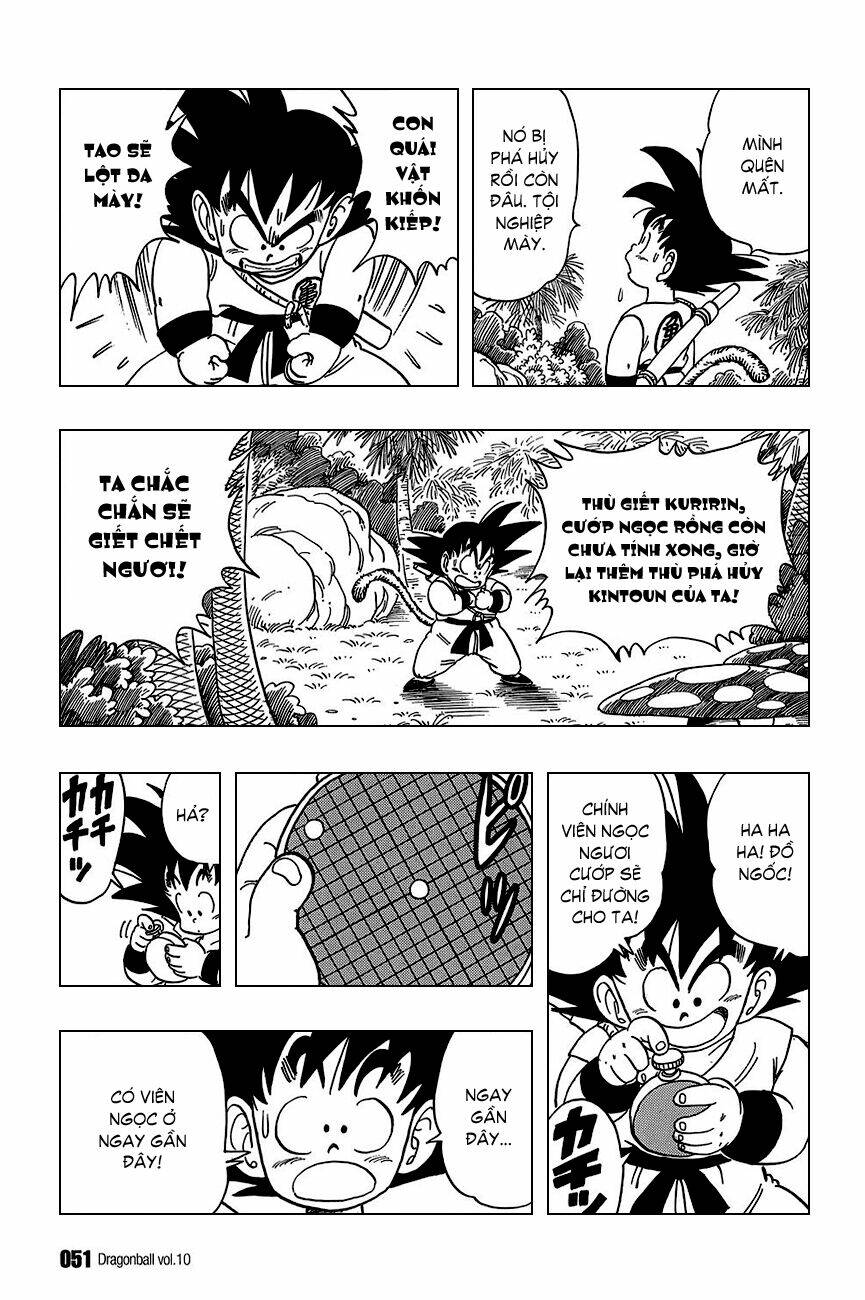 MÌNH
QUÊN
MẤT.
NÓ BỊ
PHÁ HỦY
RỒI CÒN
ĐÂU. TỘI
NGHIỆP
MÀY.
CON
QUÁI
VẬT
KHỐN
KIẾP!
TAO SẼ
LỘT DA
MÀY!
THÙ GIẾT KURIRIN,
CƯỚP NGỌC RỒNG CÒN
CHƯA TÍNH XONG, GIỜ
LẠI THÊM THÙ PHÁ HỦY
KINTOUN CỦA TA!
TA CHẮC
CHẮN SẼ
GIẾT CHẾT
NGƯƠI!
HA HA
HA! ĐỒ
NGỐC!
CHÍNH
VIÊN NGỌC
NGƯƠI
CƯỚP SẼ
CHỈ ĐƯỜNG
CHO TA!
カチッ
ピピッ
HẢ?
カチ
カチッ
NGAY
GẦN
ĐÂY...
CÓ VIÊN
NGỌC Ở
NGAY GẦN
ĐÂY!
051 Dragonball vol.10